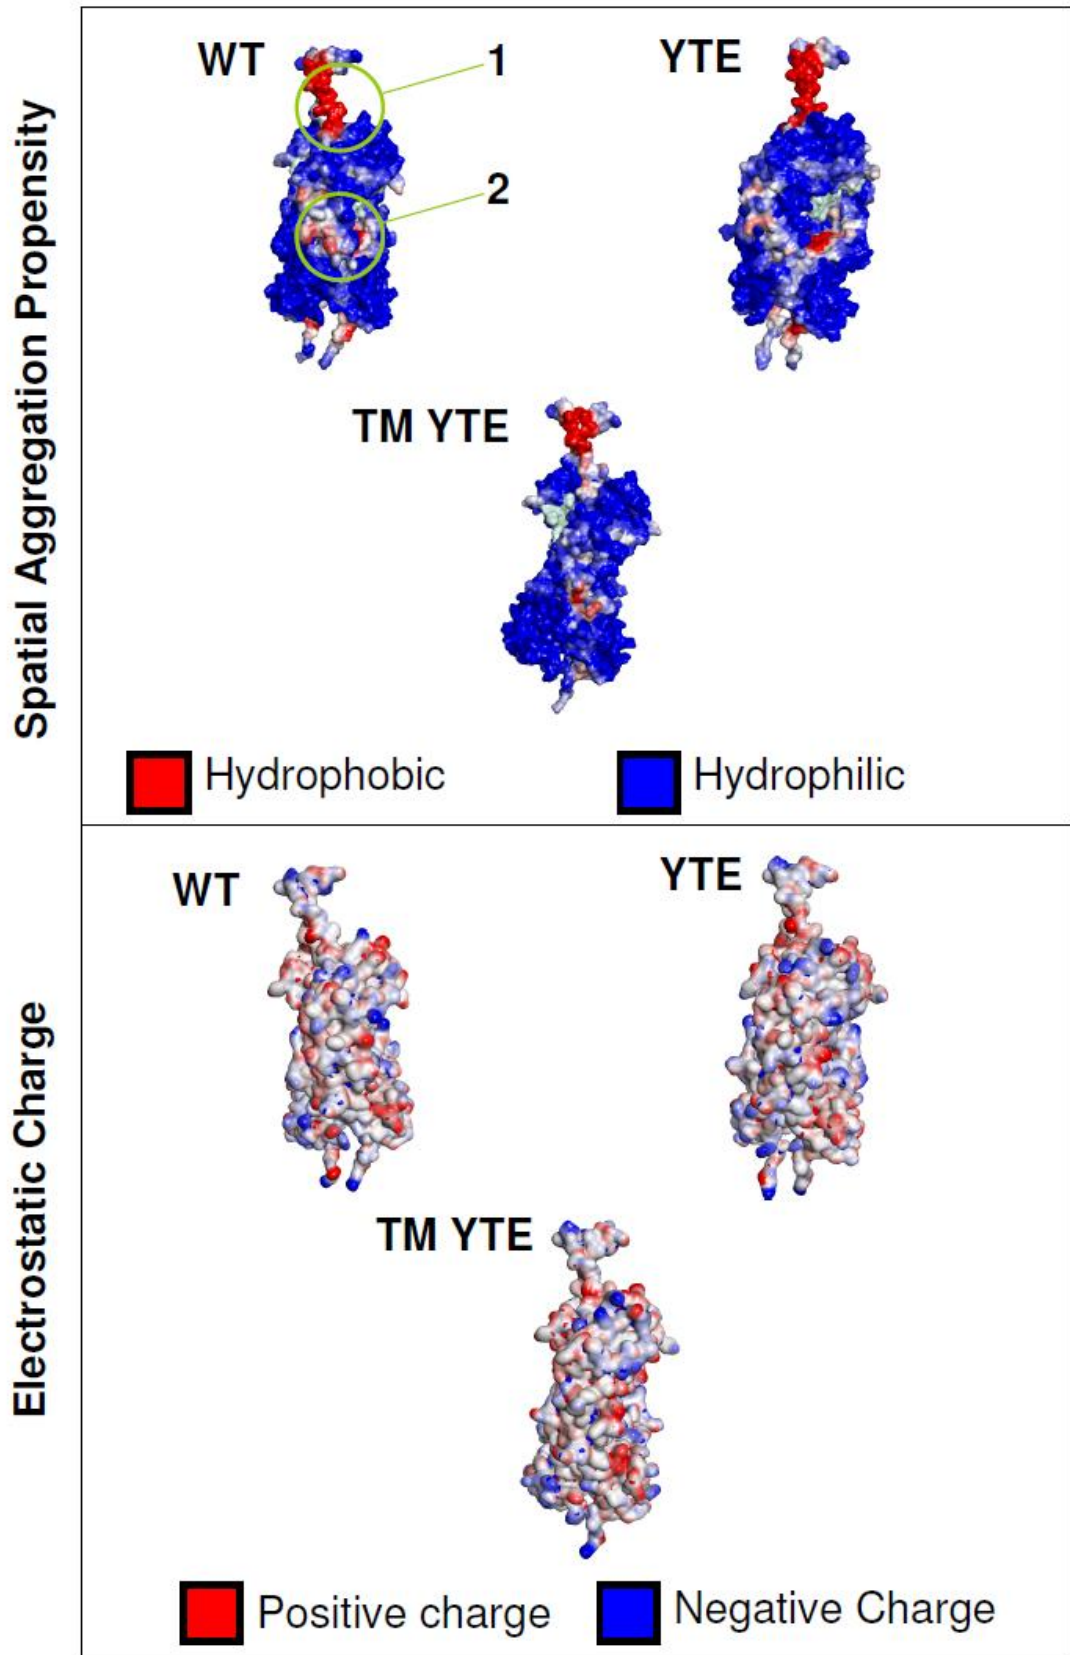 Spatial Aggregation Propensity
WT
1
2
YTE
TM YTE
Hydrophobic
Hydrophilic
Electrostatic Charge
WT
YTE
TM YTE
Positive charge
Negative Charge